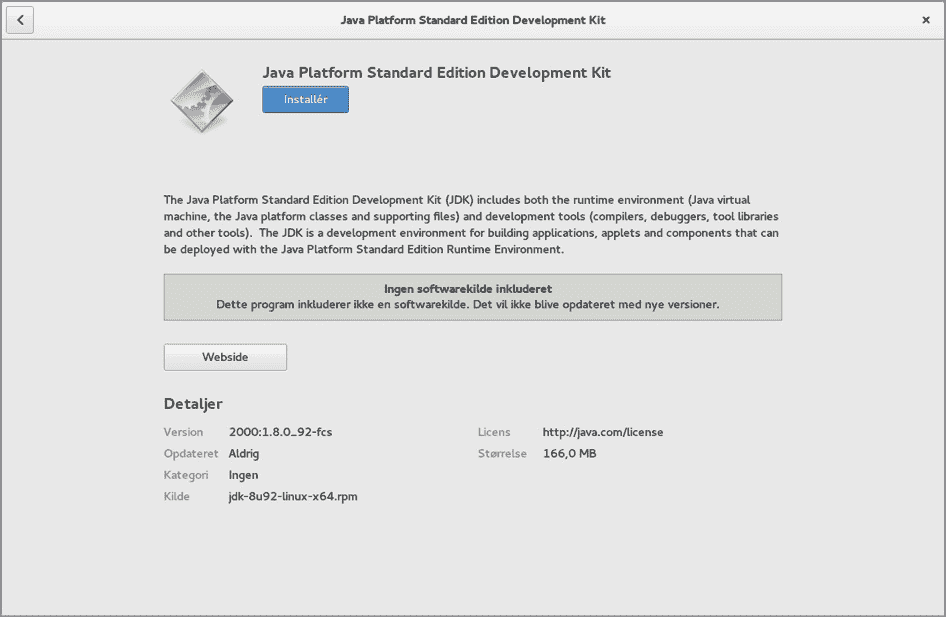 Java Platform Standard Edition Development Kit
Java Platform Standard Edition Development Kit
Installér
The Java Platform Standard Edition Development Kit (JDK) includes both the runtime environment (Java virtual
machine, the Java platform classes and supporting files) and development tools (compilers, debuggers, tool libraries
and other tools).  The JDK is a development environment for building applications, applets and components that can
be deployed with the Java Platform Standard Edition Runtime Environment.
Ingen softwarekilde inkluderet
Dette program inkluderer ikke en softwarekilde. Det vil ikke blive opdateret med nye versioner.
Webside
Detaljer
Version 2000:1.8.0_92-fcs
Opdateret Aldrig
Kategori Ingen
Kilde jdk-8u92-linux-x64.rpm
Licens http://java.com/license
Størrelse 166,0 MB